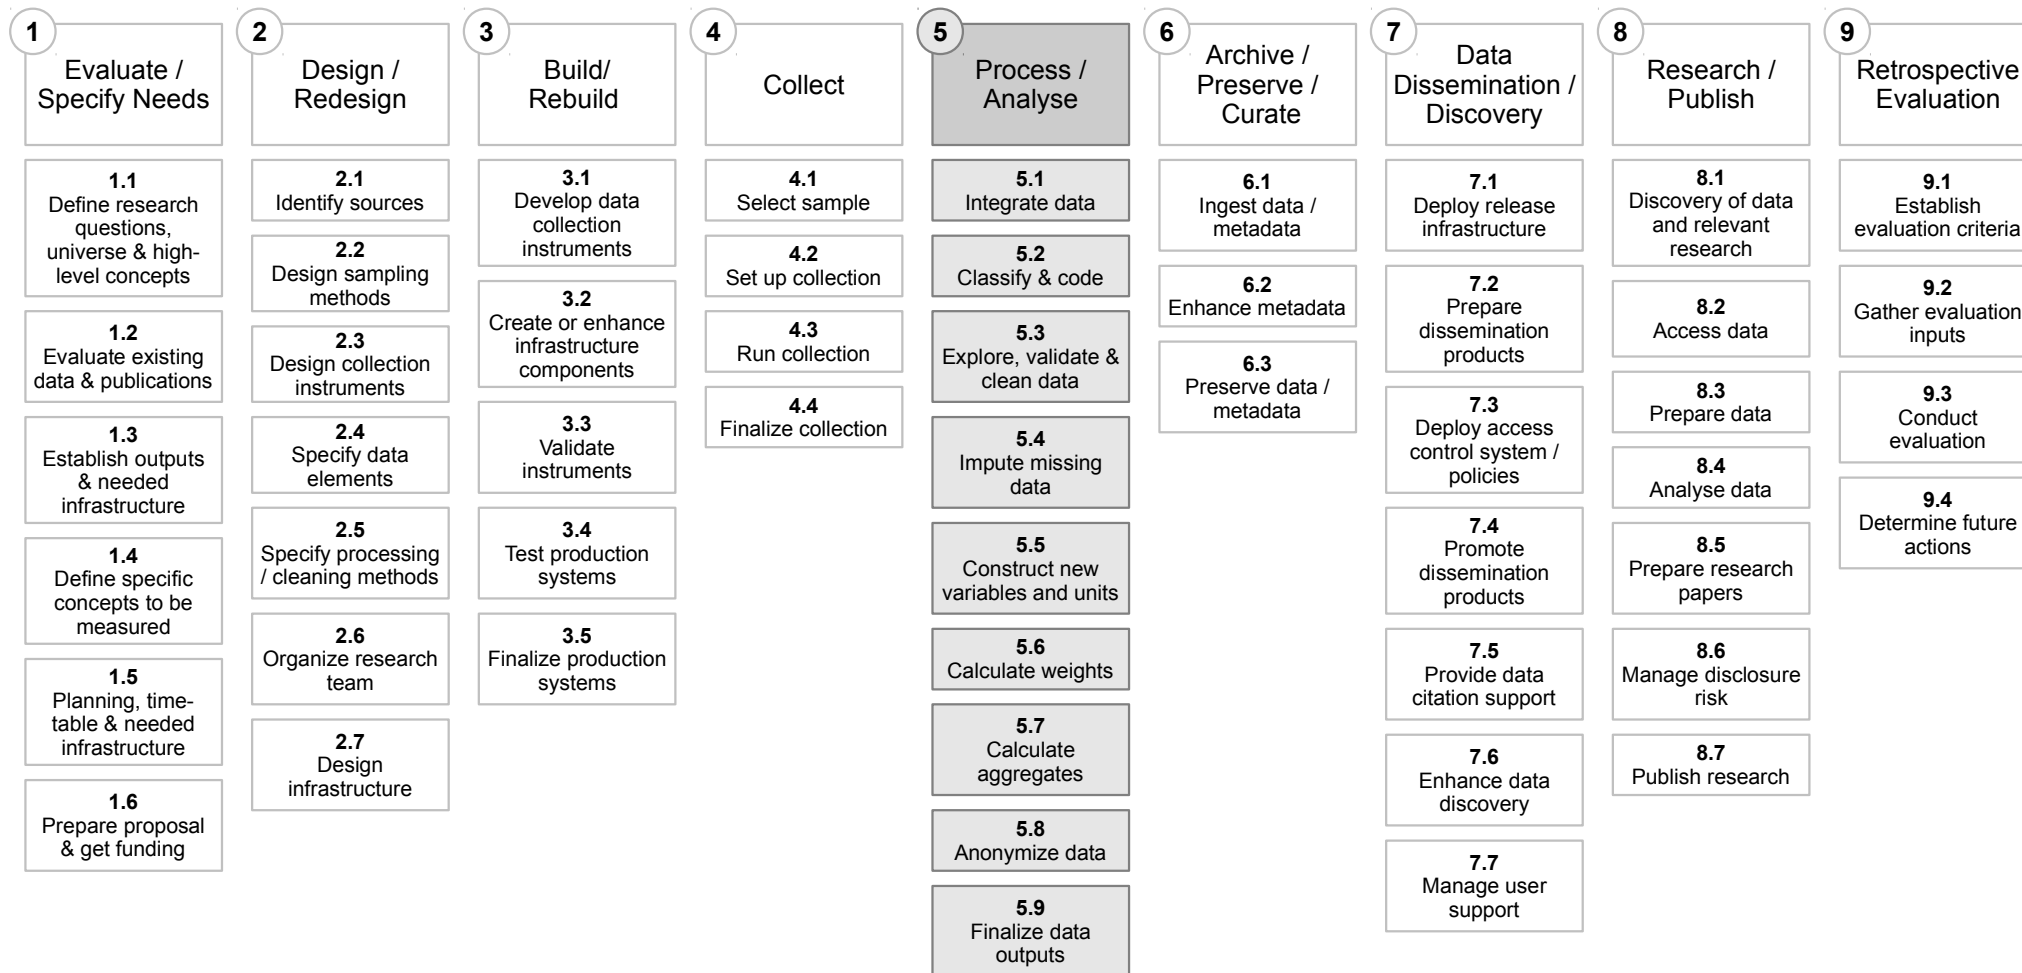 1
Evaluate /
Specify Needs
1.1
Define research
questions,
universe & high-
level concepts
1.2
Evaluate existing
data & publications
1.3
Establish outputs
& needed
infrastructure
1.4
Define specific
concepts to be
measured
1.5
Planning, time-
table & needed
infrastructure
1.6
Prepare proposal
& get funding
2
Design /
Redesign
2.1
Identify sources
2.2
Design sampling
methods
2.3
Design collection
instruments
2.4
Specify data
elements
2.5
Specify processing
/ cleaning methods
2.6
Organize research
team
2.7
Design
infrastructure
3
Build/
Rebuild
3.1
Develop data
collection
instruments
3.2
Create or enhance
infrastructure
components
3.3
Validate
instruments
3.4
Test production
systems
3.5
Finalize production
systems
4
Collect
4.1
Select sample
4.2
Set up collection
4.3
Run collection
4.4
Finalize collection
5
Process /
Analyse
5.1
Integrate data
5.2
Classify & code
5.3
Explore, validate &
clean data
5.4
Impute missing
data
5.5
Construct new
variables and units
5.6
Calculate weights
5.7
Calculate
aggregates
5.8
Anonymize data
5.9
Finalize data
outputs
6
Archive /
Preserve /
Curate
6.1
Ingest data /
metadata
6.2
Enhance metadata
6.3
Preserve data /
metadata
7
Data
Dissemination /
Discovery
7.1
Deploy release
infrastructure
7.2
Prepare
dissemination
products
7.3
Deploy access
control system /
policies
7.4
Promote
dissemination
products
7.5
Provide data
citation support
7.6
Enhance data
discovery
7.7
Manage user
support
8
Research /
Publish
8.1
Discovery of data
and relevant
research
8.2
Access data
8.3
Prepare data
8.4
Analyse data
8.5
Prepare research
papers
8.6
Manage disclosure
risk
8.7
Publish research
9
Retrospective
Evaluation
9.1
Establish
evaluation criteria
9.2
Gather evaluation
inputs
9.3
Conduct
evaluation
9.4
Determine future
actions